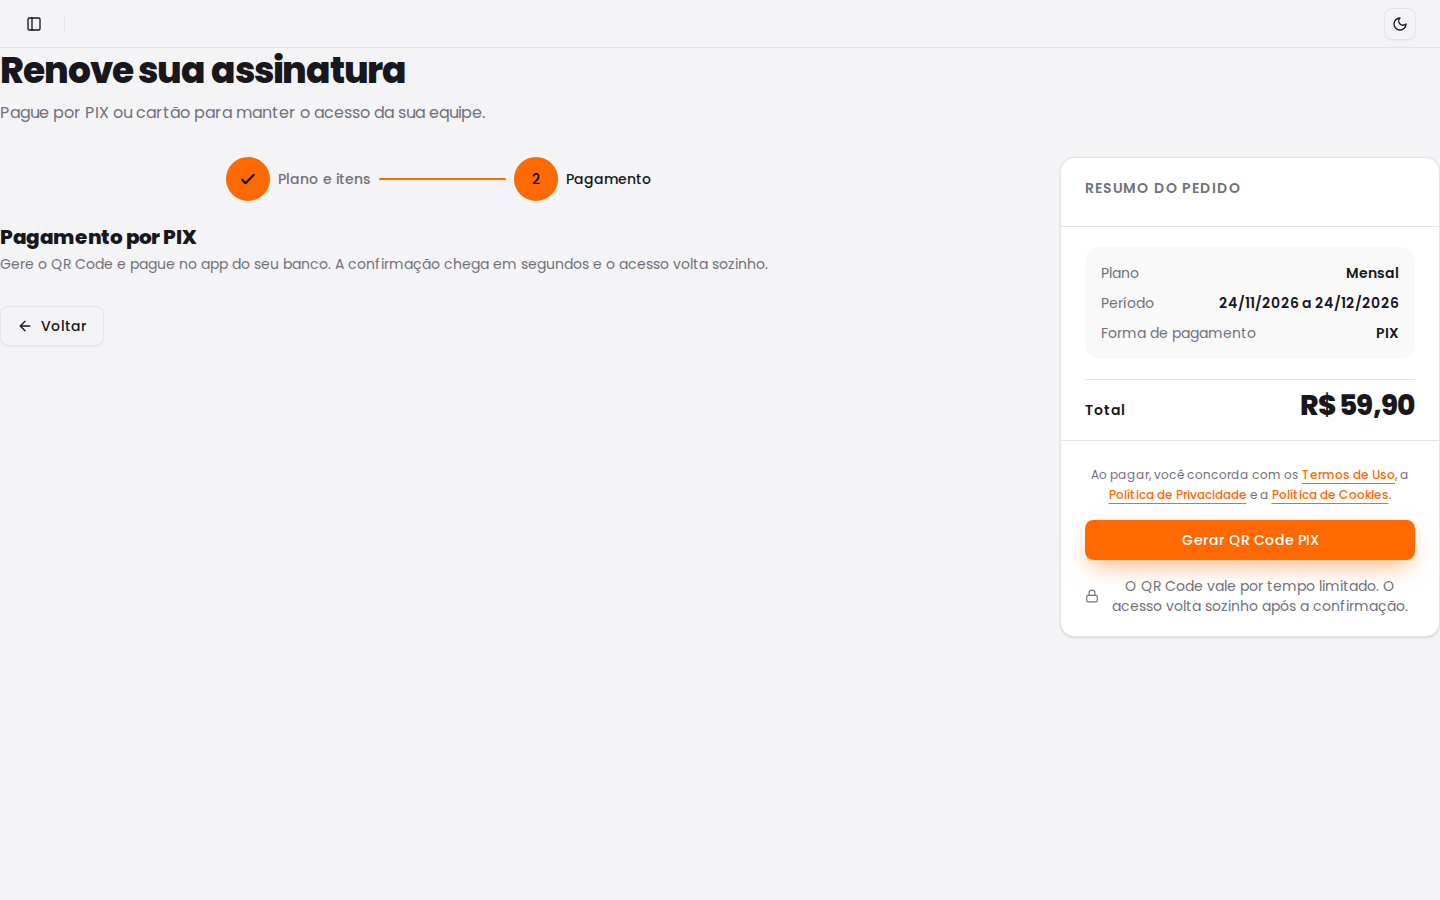 Renove sua assinatura
Pague por PIX ou cartão para manter o acesso da sua equipe.
Plano e itens
2 Pagamento
Pagamento por PIX
Gere o QR Code e pague no app do seu banco. A confirmação chega em segundos e o acesso volta sozinho.
Voltar
RESUMO DO PEDIDO
Plano Mensal
Período 24/11/2026 a 24/12/2026
Forma de pagamento PIX
Total R$ 59,90
Ao pagar, você concorda com os Termos de Uso, a
Política de Privacidade e a Política de Cookies.
Gerar QR Code PIX
O QR Code vale por tempo limitado. O
acesso volta sozinho após a confirmação.